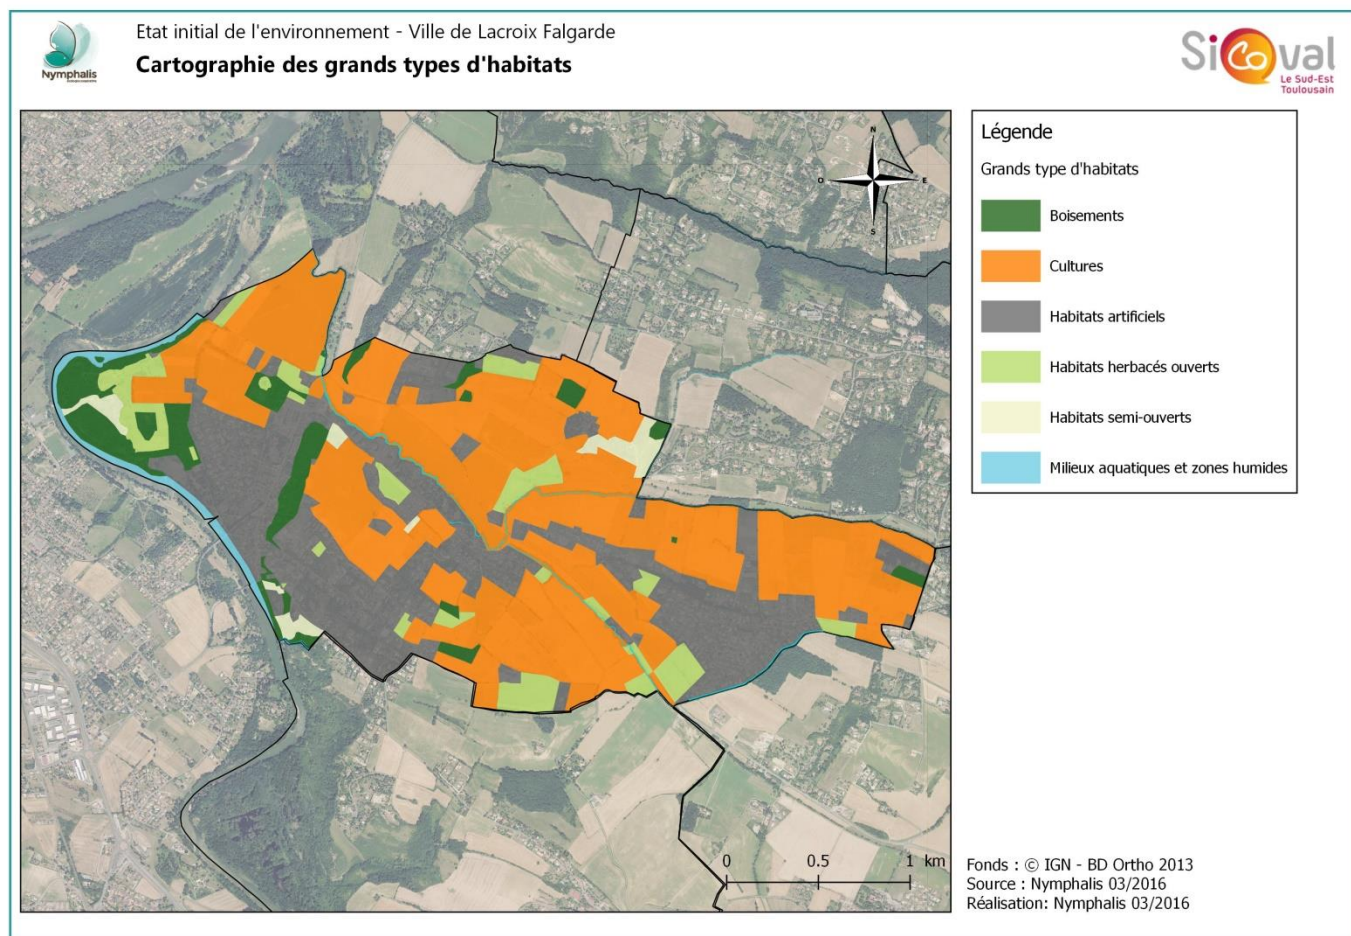 Nymphalis
Etat initial de l'environnement - Ville de Lacroix Falgarde
Cartographie des grands types d'habitats
SiCoval
Le Sud-Est
Toulousain
N
O
E
S
Légende
Grands type d'habitats
Boisements
Cultures
Habitats artificiels
Habitats herbacés ouverts
Habitats semi-ouverts
Milieux aquatiques et zones humides
0 0.5 1 km
Fonds : © IGN - BD Ortho 2013
Source : Nymphalis 03/2016
Réalisation: Nymphalis 03/2016